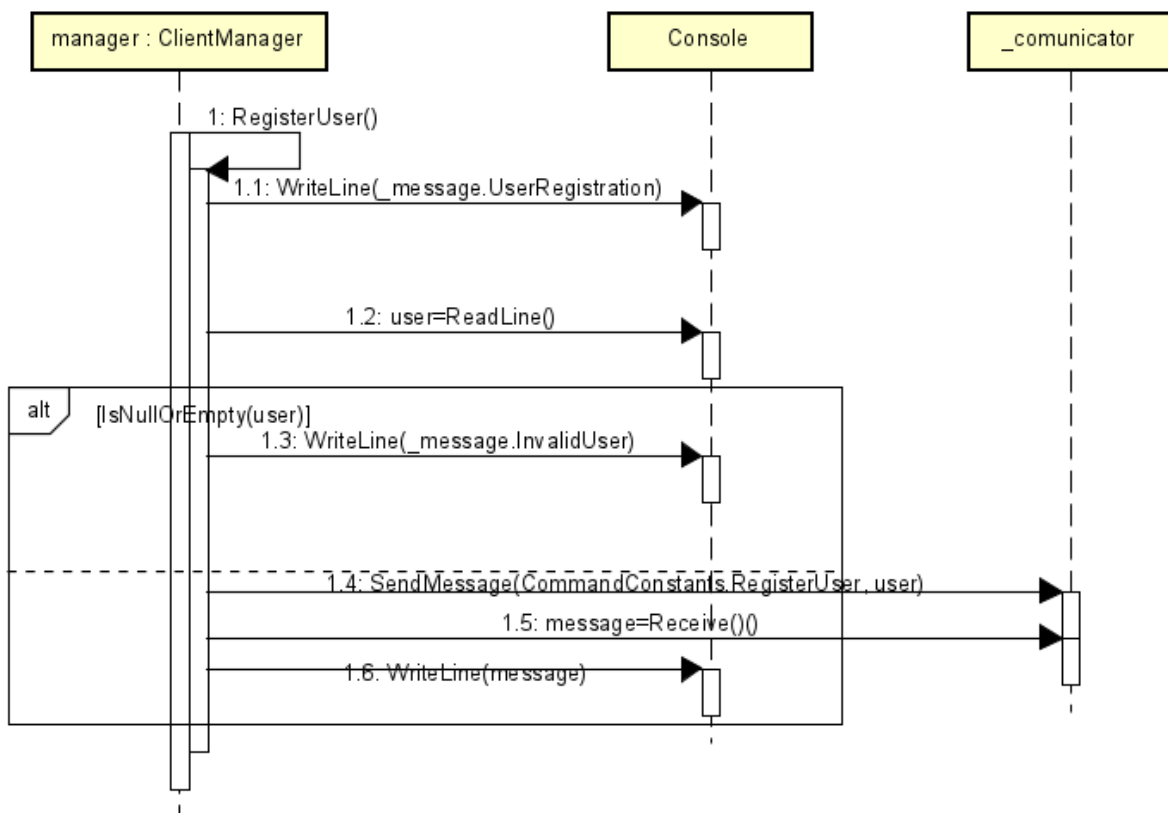 manager : ClientManager
Console
_comunicator
1: RegisterUser()
1.1: WriteLine(_message.UserRegistration)
1.2: user=ReadLine()
alt
[IsNullOrEmpty(user)]
1.3: WriteLine(_message.InvalidUser)
1.4: SendMessage(CommandConstants.RegisterUser, user)
1.5: message=Receive()()
1.6: WriteLine(message)